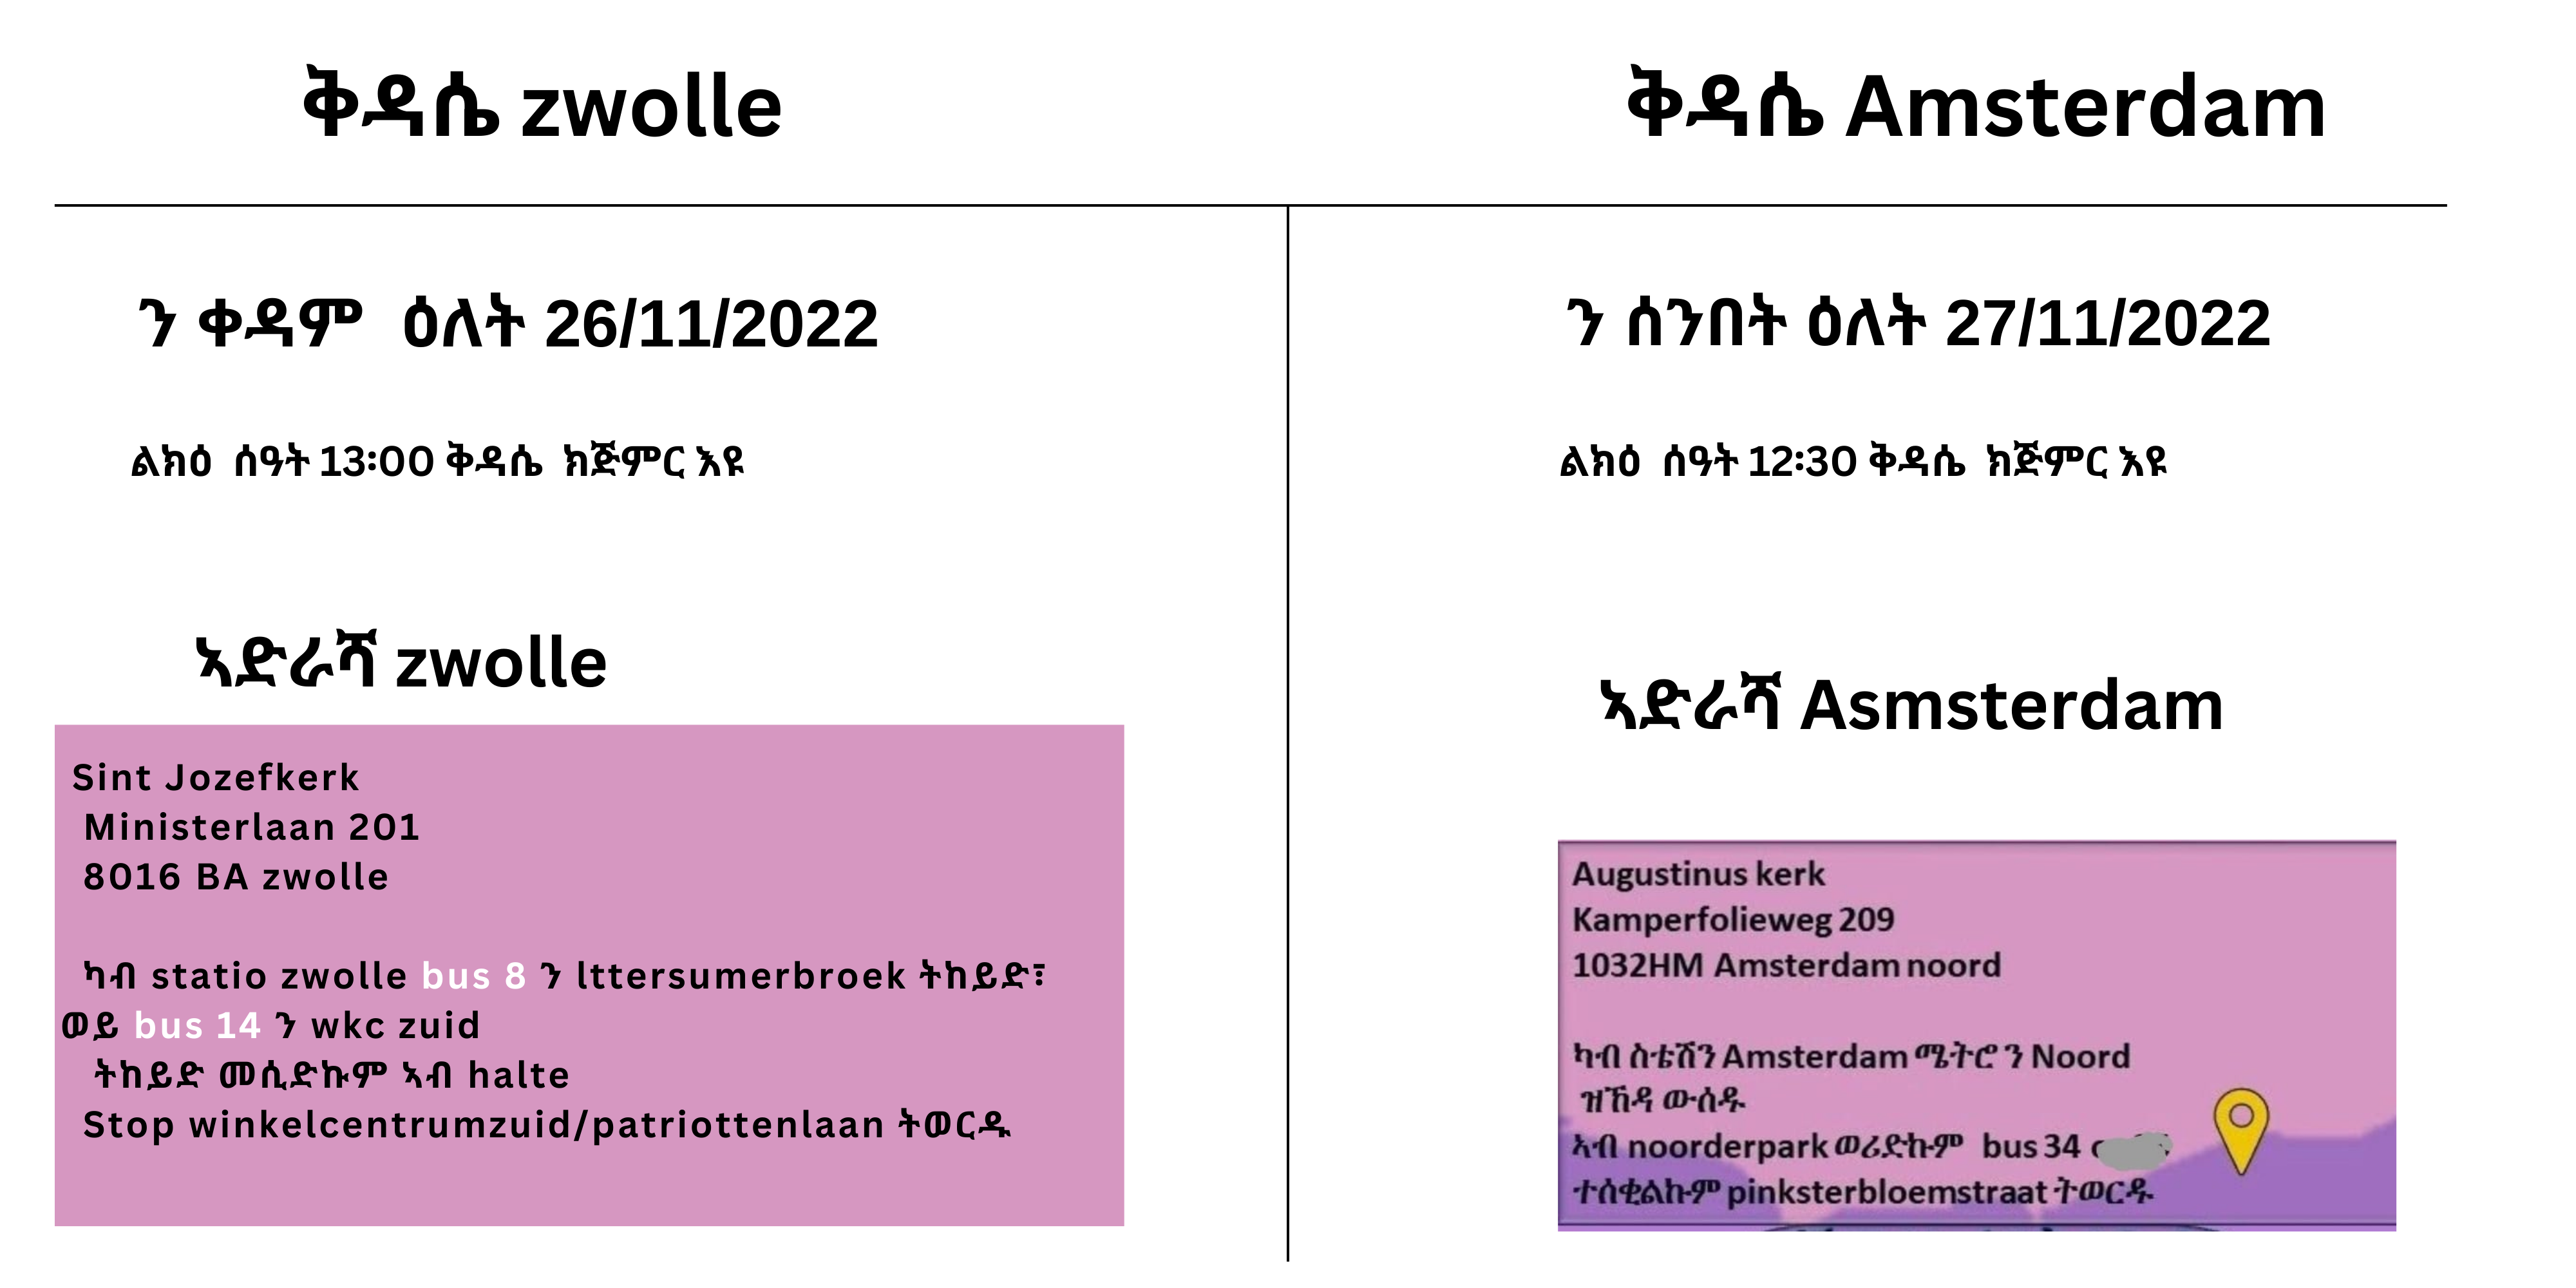 ቅዳሴ zwolle
ን ቀዳም ዕለት 26/11/2022
ልክዕ ሰዓት 13:00 ቅዳሴ ክጅምር እዩ
ኣድራሻ zwolle
Sint Jozefkerk
Ministerlaan 201
8016 BA zwolle
ካብ statio zwolle bus 8 ን lttersumerbroek ትከይድ፣
ወይ bus 14 ን wkc zuid
ትከይድ መሲድኩም ኣብ halte
Stop winkelcentrumzuid/patriottenlaan ትወርዱ
ቅዳሴ Amsterdam
ን ሰንበት ዕለት 27/11/2022
ልክዕ ሰዓት 12:30 ቅዳሴ ክጅምር እዩ
ኣድራሻ Asmsterdam
Augustinus kerk
Kamperfolieweg 209
1032HM Amsterdam noord
ካብ ስቴሽን Amsterdam ሜትሮ ን Noord
ዝኸዳ ውሰዱ
ኣብ noorderpark ወሪድኩም bus 34
ተሰቂልኩም pinksterbloemstraat ትወርዱ